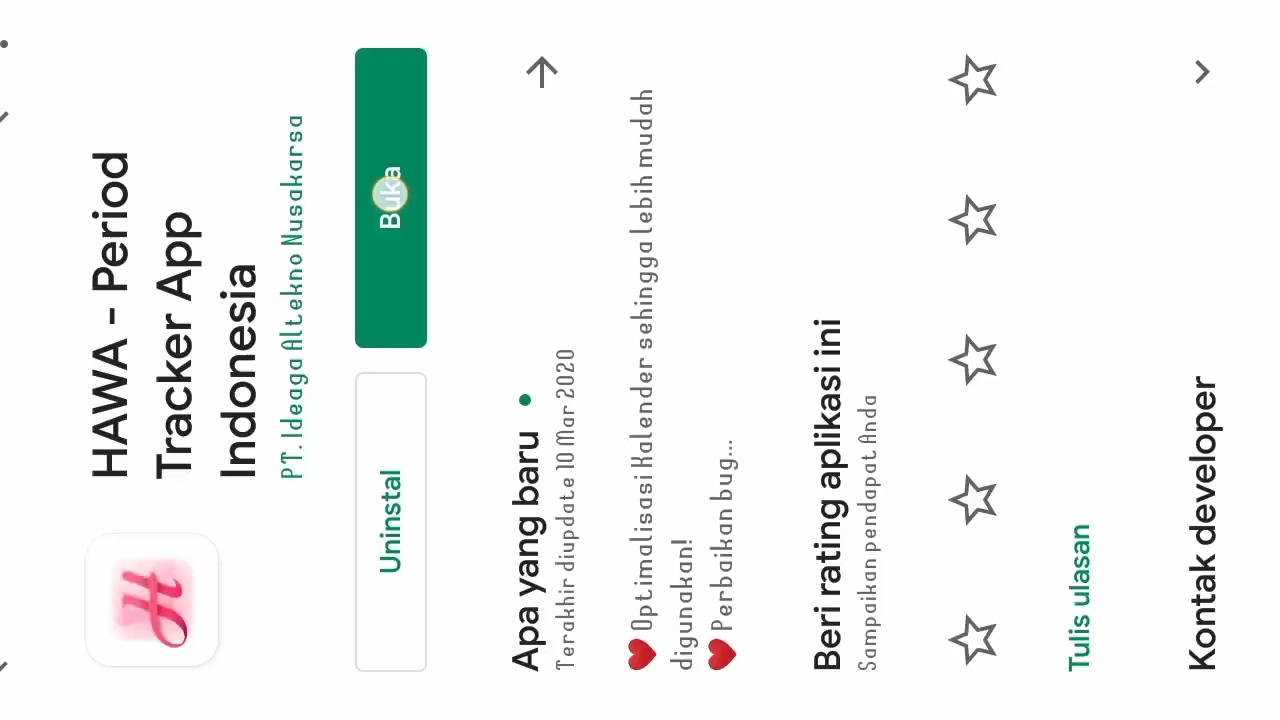 HAWA - Period
Tracker App
Indonesia
PT. Ideaga Altekno Nusakarsa
Uninstal
Buka
Apa yang baru
Terakhir diupdate 10 Mar 2020
❤️ Optimalisasi Kalender sehingga lebih mudah
digunakan!
❤️ Perbaikan bug...
Beri rating aplikasi ini
Sampaikan pendapat Anda
Tulis ulasan
Kontak developer